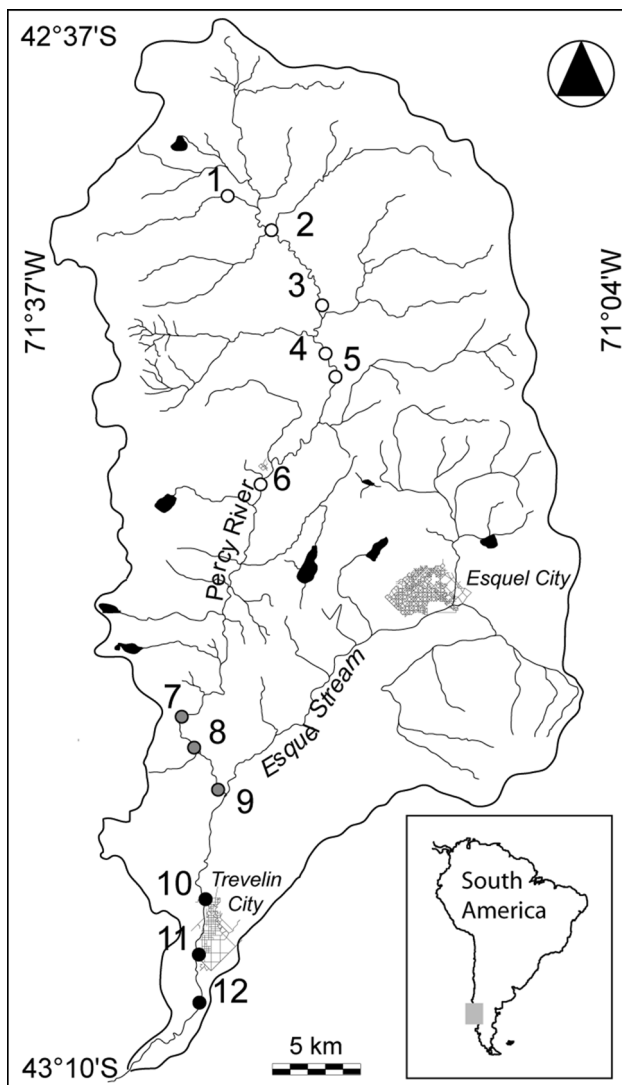 42°37'S
1
2
3
71°37'W
71°04'W
4
5
6
Percy River
Esquel City
Esquel Stream
7
8
9
10
Trevelin
City
South
America
11
12
5 km
43°10'S